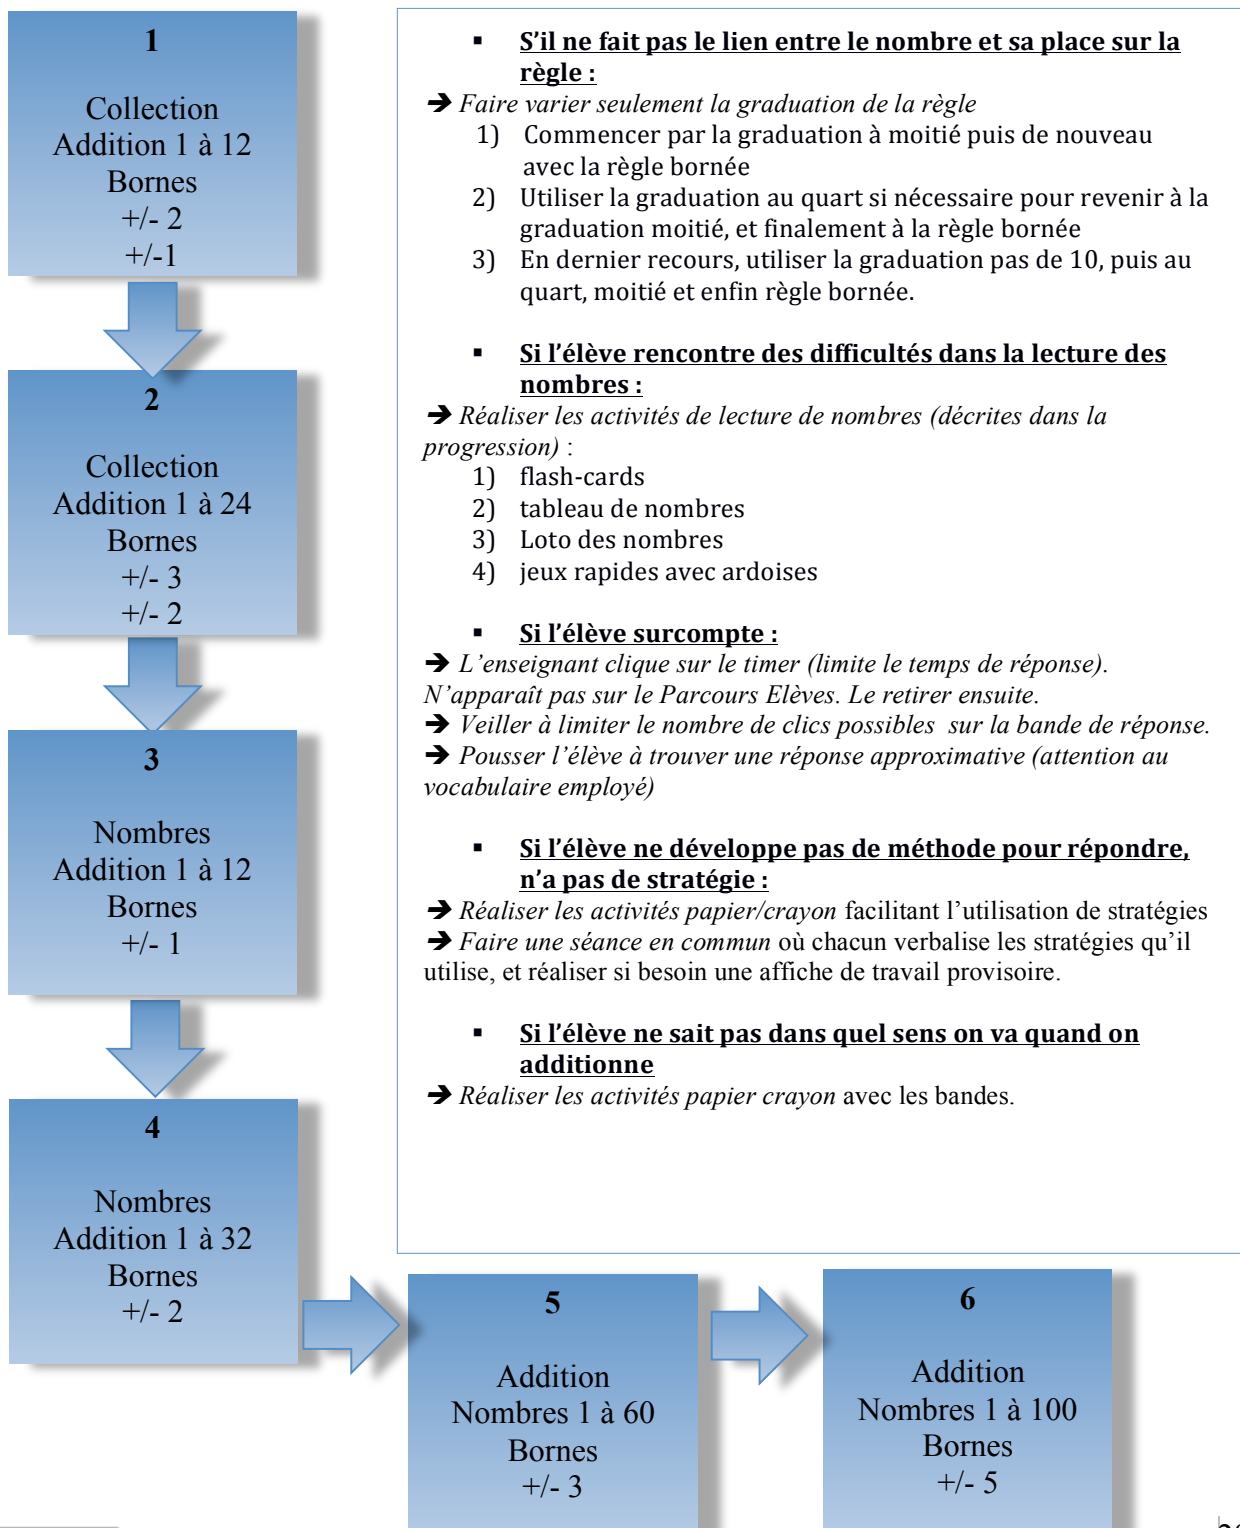 1
Collection
Addition 1 à 12
Bornes
+/- 2
+/-1
2
Collection
Addition 1 à 24
Bornes
+/- 3
+/- 2
3
Nombres
Addition 1 à 12
Bornes
+/- 1
4
Nombres
Addition 1 à 32
Bornes
+/- 2
▪ S’il ne fait pas le lien entre le nombre et sa place sur la
règle :
➔ Faire varier seulement la graduation de la règle
1) Commencer par la graduation à moitié puis de nouveau
avec la règle bornée
2) Utiliser la graduation au quart si nécessaire pour revenir à la
graduation moitié, et finalement à la règle bornée
3) En dernier recours, utiliser la graduation pas de 10, puis au
quart, moitié et enfin règle bornée.
▪ Si l’élève rencontre des difficultés dans la lecture des
nombres :
➔ Réaliser les activités de lecture de nombres (décrites dans la
progression) :
1) flash-cards
2) tableau de nombres
3) Loto des nombres
4) jeux rapides avec ardoises
▪ Si l’élève surcompte :
➔ L’enseignant clique sur le timer (limite le temps de réponse).
N’apparaît pas sur le Parcours Elèves. Le retirer ensuite.
➔ Veiller à limiter le nombre de clics possibles sur la bande de réponse.
➔ Pousser l’élève à trouver une réponse approximative (attention au
vocabulaire employé)
▪ Si l’élève ne développe pas de méthode pour répondre,
n’a pas de stratégie :
➔ Réaliser les activités papier/crayon facilitant l’utilisation de stratégies
➔ Faire une séance en commun où chacun verbalise les stratégies qu’il
utilise, et réaliser si besoin une affiche de travail provisoire.
▪ Si l’élève ne sait pas dans quel sens on va quand on
additionne
➔ Réaliser les activités papier crayon avec les bandes.
5
Addition
Nombres 1 à 60
Bornes
+/- 3
6
Addition
Nombres 1 à 100
Bornes
+/- 5